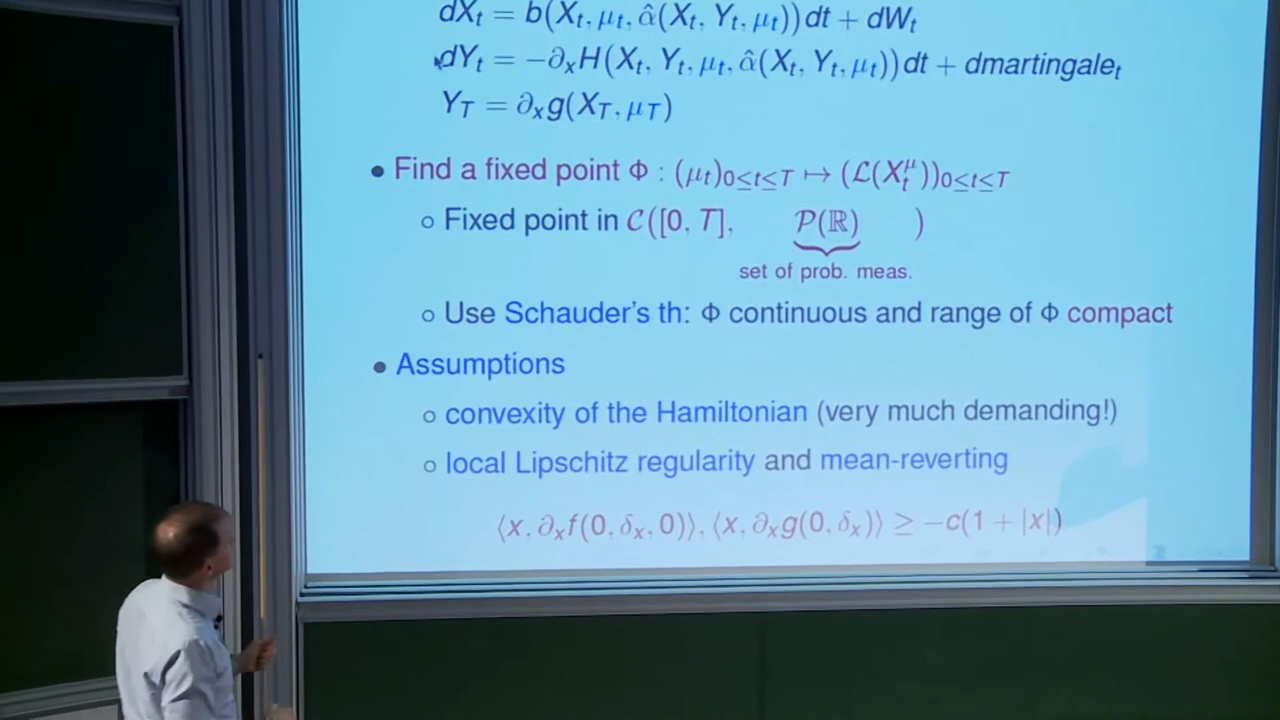 dX_t = b(X_t, μ_t, α̂(X_t, Y_t, μ_t))dt + dW_t
dY_t = −∂_xH(X_t, Y_t, μ_t, α̂(X_t, Y_t, μ_t))dt + dmartingale_t
Y_T = ∂_xg(X_T, μ_T)
• Find a fixed point Φ : (μ_t)_{0≤t≤T} ↦ (ℒ(X_t^μ))_{0≤t≤T}
○ Fixed point in 𝒞([0, T], 𝒫(ℝ) )
set of prob. meas.
○ Use Schauder's th: Φ continuous and range of Φ compact
• Assumptions
○ convexity of the Hamiltonian (very much demanding!)
○ local Lipschitz regularity and mean-reverting
⟨x, ∂_xf(0, δ_x, 0)⟩, ⟨x, ∂_xg(0, δ_x)⟩ ≥ −c(1 + |x|)